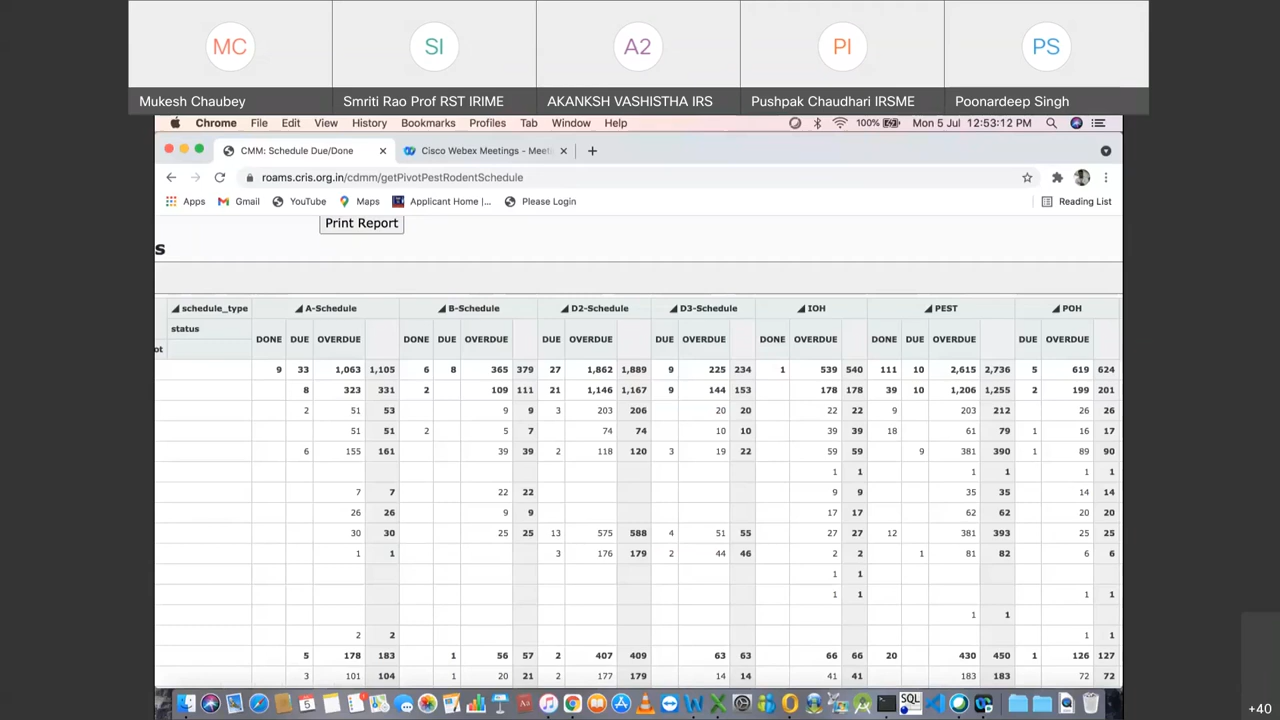 MC
SI
A2
PI
PS
Mukesh Chaubey
Smriti Rao Prof RST IRIME
AKANKSH VASHISTHA IRS
Pushpak Chaudhari IRSME
Poonardeep Singh
Chrome File Edit View History Bookmarks Profiles Tab Window Help 100% Mon 5 Jul 12:53:12 PM
CMM: Schedule Due/Done
Cisco Webex Meetings - Meeti
roams.cris.org.in/cdmm/getPivotPestRodentSchedule
Apps Gmail YouTube Maps Applicant Home |... Please Login Reading List
Print Report
s
schedule_type A-Schedule B-Schedule D2-Schedule D3-Schedule IOH PEST POH
status
DONE DUE OVERDUE DONE DUE OVERDUE DUE OVERDUE DUE OVERDUE DONE OVERDUE DONE DUE OVERDUE DUE OVERDUE
ot
9 33 1,063 1,105 6 8 365 379 27 1,862 1,889 9 225 234 1 539 540 111 10 2,615 2,736 5 619 624
8 323 331 2 109 111 21 1,146 1,167 9 144 153 178 178 39 10 1,206 1,255 2 199 201
2 51 53 9 9 3 203 206 20 20 22 22 9 203 212 26 26
51 51 2 5 7 74 74 10 10 39 39 18 61 79 1 16 17
6 155 161 39 39 2 118 120 3 19 22 59 59 9 381 390 1 89 90
1 1 1 1 1 1
7 7 22 22 9 9 35 35 14 14
26 26 9 9 17 17 62 62 20 20
30 30 25 25 13 575 588 4 51 55 27 27 12 381 393 25 25
1 1 3 176 179 2 44 46 2 2 1 81 82 6 6
1 1
1 1 1 1
1 1
2 2 1 1
5 178 183 1 56 57 2 407 409 63 63 66 66 20 430 450 1 126 127
3 101 104 1 20 21 2 177 179 14 14 41 41 183 183 72 72
5
SQL
+40